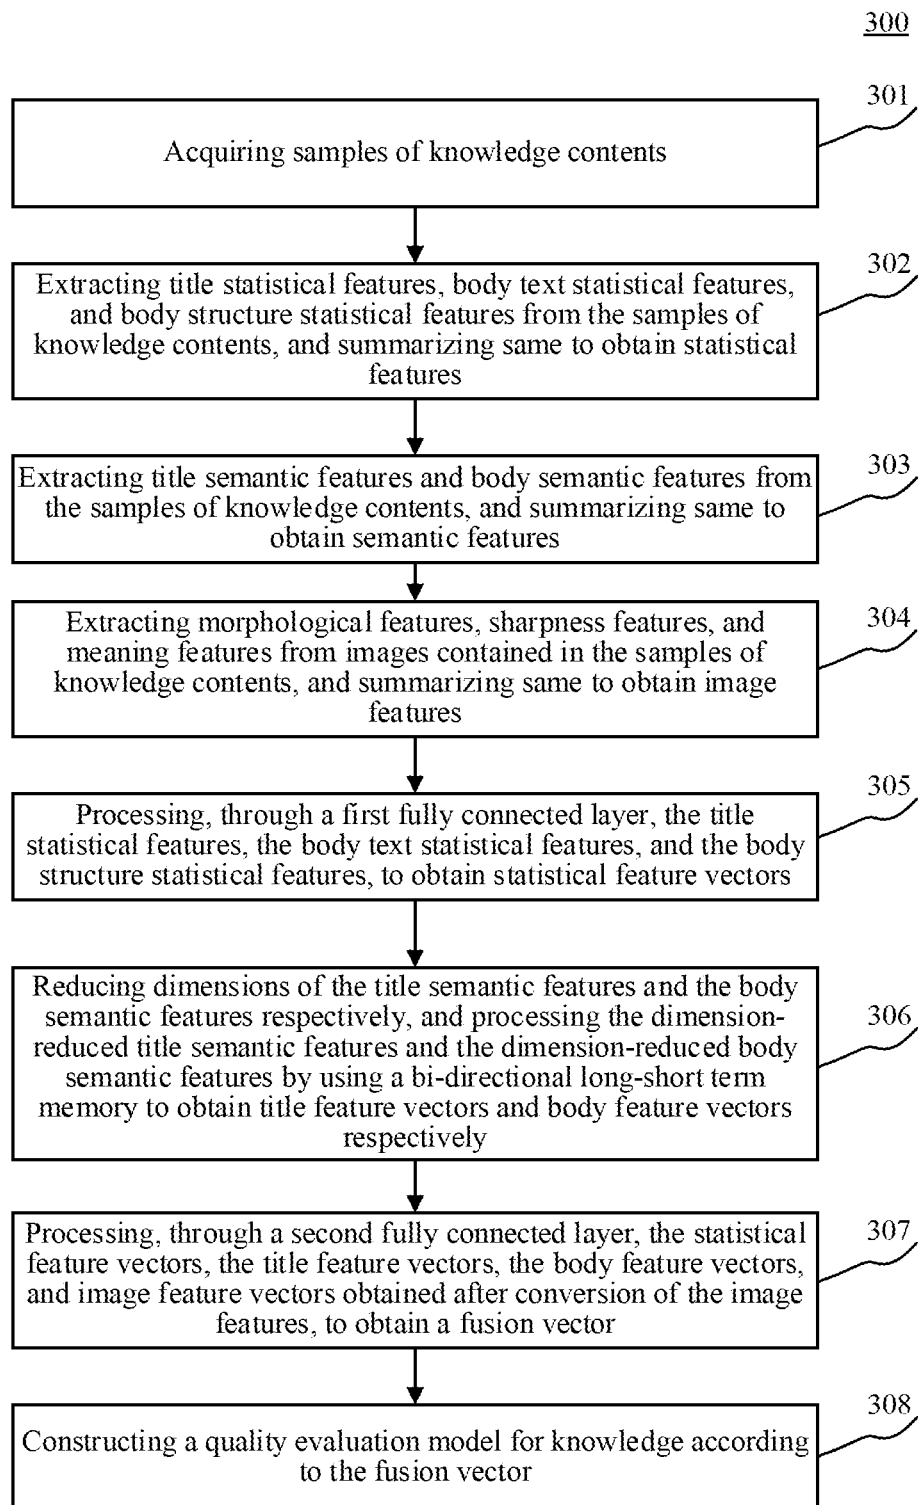 300
301
Acquiring samples of knowledge contents
302
Extracting title statistical features, body text statistical features,
and body structure statistical features from the samples of
knowledge contents, and summarizing same to obtain statistical
features
303
Extracting title semantic features and body semantic features from
the samples of knowledge contents, and summarizing same to
obtain semantic features
304
Extracting morphological features, sharpness features, and
meaning features from images contained in the samples of
knowledge contents, and summarizing same to obtain image
features
305
Processing, through a first fully connected layer, the title
statistical features, the body text statistical features, and the body
structure statistical features, to obtain statistical feature vectors
306
Reducing dimensions of the title semantic features and the body
semantic features respectively, and processing the dimension-
reduced title semantic features and the dimension-reduced body
semantic features by using a bi-directional long-short term
memory to obtain title feature vectors and body feature vectors
respectively
307
Processing, through a second fully connected layer, the statistical
feature vectors, the title feature vectors, the body feature vectors,
and image feature vectors obtained after conversion of the image
features, to obtain a fusion vector
308
Constructing a quality evaluation model for knowledge according
to the fusion vector